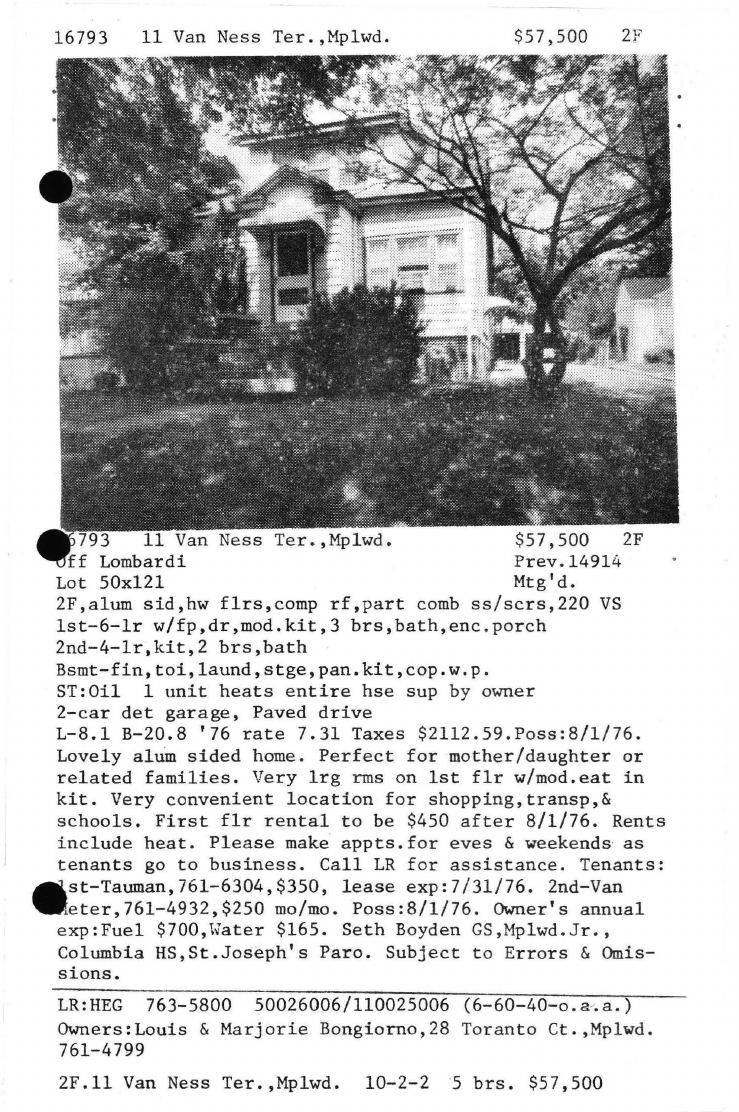 16793 11 Van Ness Ter.,Mplwd. $57,500 2F
6793 11 Van Ness Ter.,Mplwd. $57,500 2F
Off Lombardi Prev.14914
Lot 50x121 Mtg'd.
2F,alum sid,hw flrs,comp rf,part comb ss/scrs,220 VS
1st-6-lr w/fp,dr,mod.kit,3 brs,bath,enc.porch
2nd-4-lr,kit,2 brs,bath
Bsmt-fin,toi,laund,stge,pan.kit,cop.w.p.
ST:Oil 1 unit heats entire hse sup by owner
2-car det garage, Paved drive
L-8.1 B-20.8 '76 rate 7.31 Taxes $2112.59.Poss:8/1/76.
Lovely alum sided home. Perfect for mother/daughter or
related families. Very lrg rms on 1st flr w/mod.eat in
kit. Very convenient location for shopping,transp,&
schools. First flr rental to be $450 after 8/1/76. Rents
include heat. Please make appts.for eves & weekends as
tenants go to business. Call LR for assistance. Tenants:
1st-Tauman,761-6304,$350, lease exp:7/31/76. 2nd-Van
Meter,761-4932,$250 mo/mo. Poss:8/1/76. Owner's annual
exp:Fuel $700,Water $165. Seth Boyden GS,Mplwd.Jr.,
Columbia HS,St.Joseph's Paro. Subject to Errors & Omis-
sions.
LR:HEG 763-5800 50026006/110025006 (6-60-40-o.a.a.)
Owners:Louis & Marjorie Bongiorno,28 Toranto Ct.,Mplwd.
761-4799
2F.11 Van Ness Ter.,Mplwd. 10-2-2 5 brs. $57,500